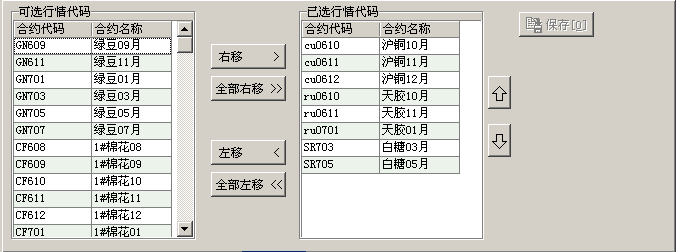 可选行情代码
合约代码 合约名称
GN609 绿豆09月
GN611 绿豆11月
GN701 绿豆01月
GN703 绿豆03月
GN705 绿豆05月
GN707 绿豆07月
CF608 1#棉花08
CF609 1#棉花09
CF610 1#棉花10
CF611 1#棉花11
CF612 1#棉花12
CF701 1#棉花01
右移 >
全部右移 >>
左移 <
全部左移 <<
已选行情代码
合约代码 合约名称
cu0610 沪铜10月
cu0611 沪铜11月
cu0612 沪铜12月
ru0610 天胶10月
ru0611 天胶11月
ru0701 天胶01月
SR703 白糖03月
SR705 白糖05月
保存[O]